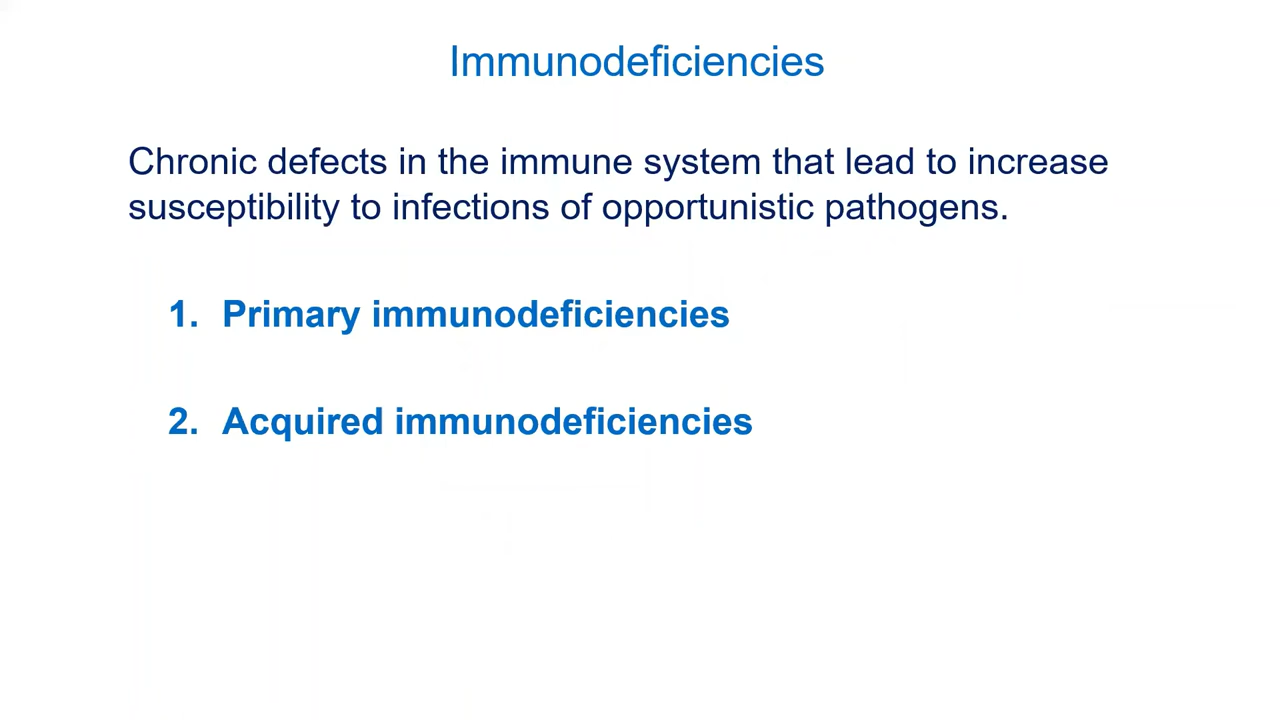 Immunodeficiencies
Chronic defects in the immune system that lead to increase
susceptibility to infections of opportunistic pathogens.
1. Primary immunodeficiencies
2. Acquired immunodeficiencies